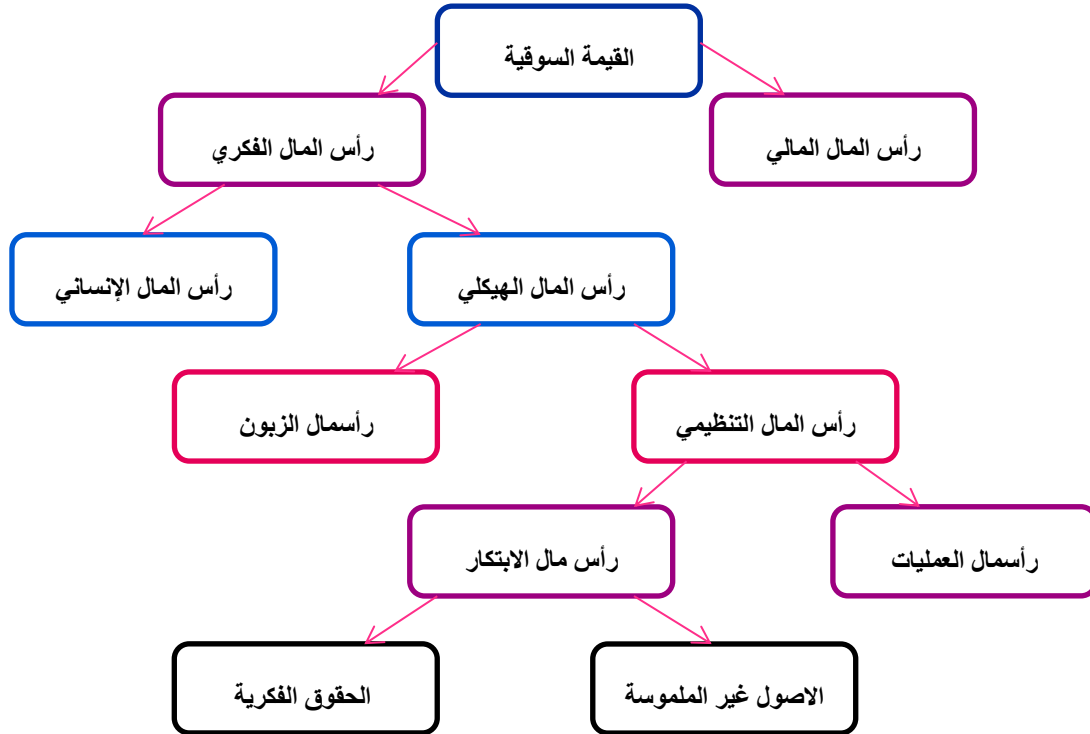 القيمة السوقية
رأس المال المالي
رأس المال الفكري
رأس المال الهيكلي
رأس المال الإنساني
رأس المال التنظيمي
رأسمال الزبون
رأسمال العمليات
رأس مال الابتكار
الاصول غير الملموسة
الحقوق الفكرية